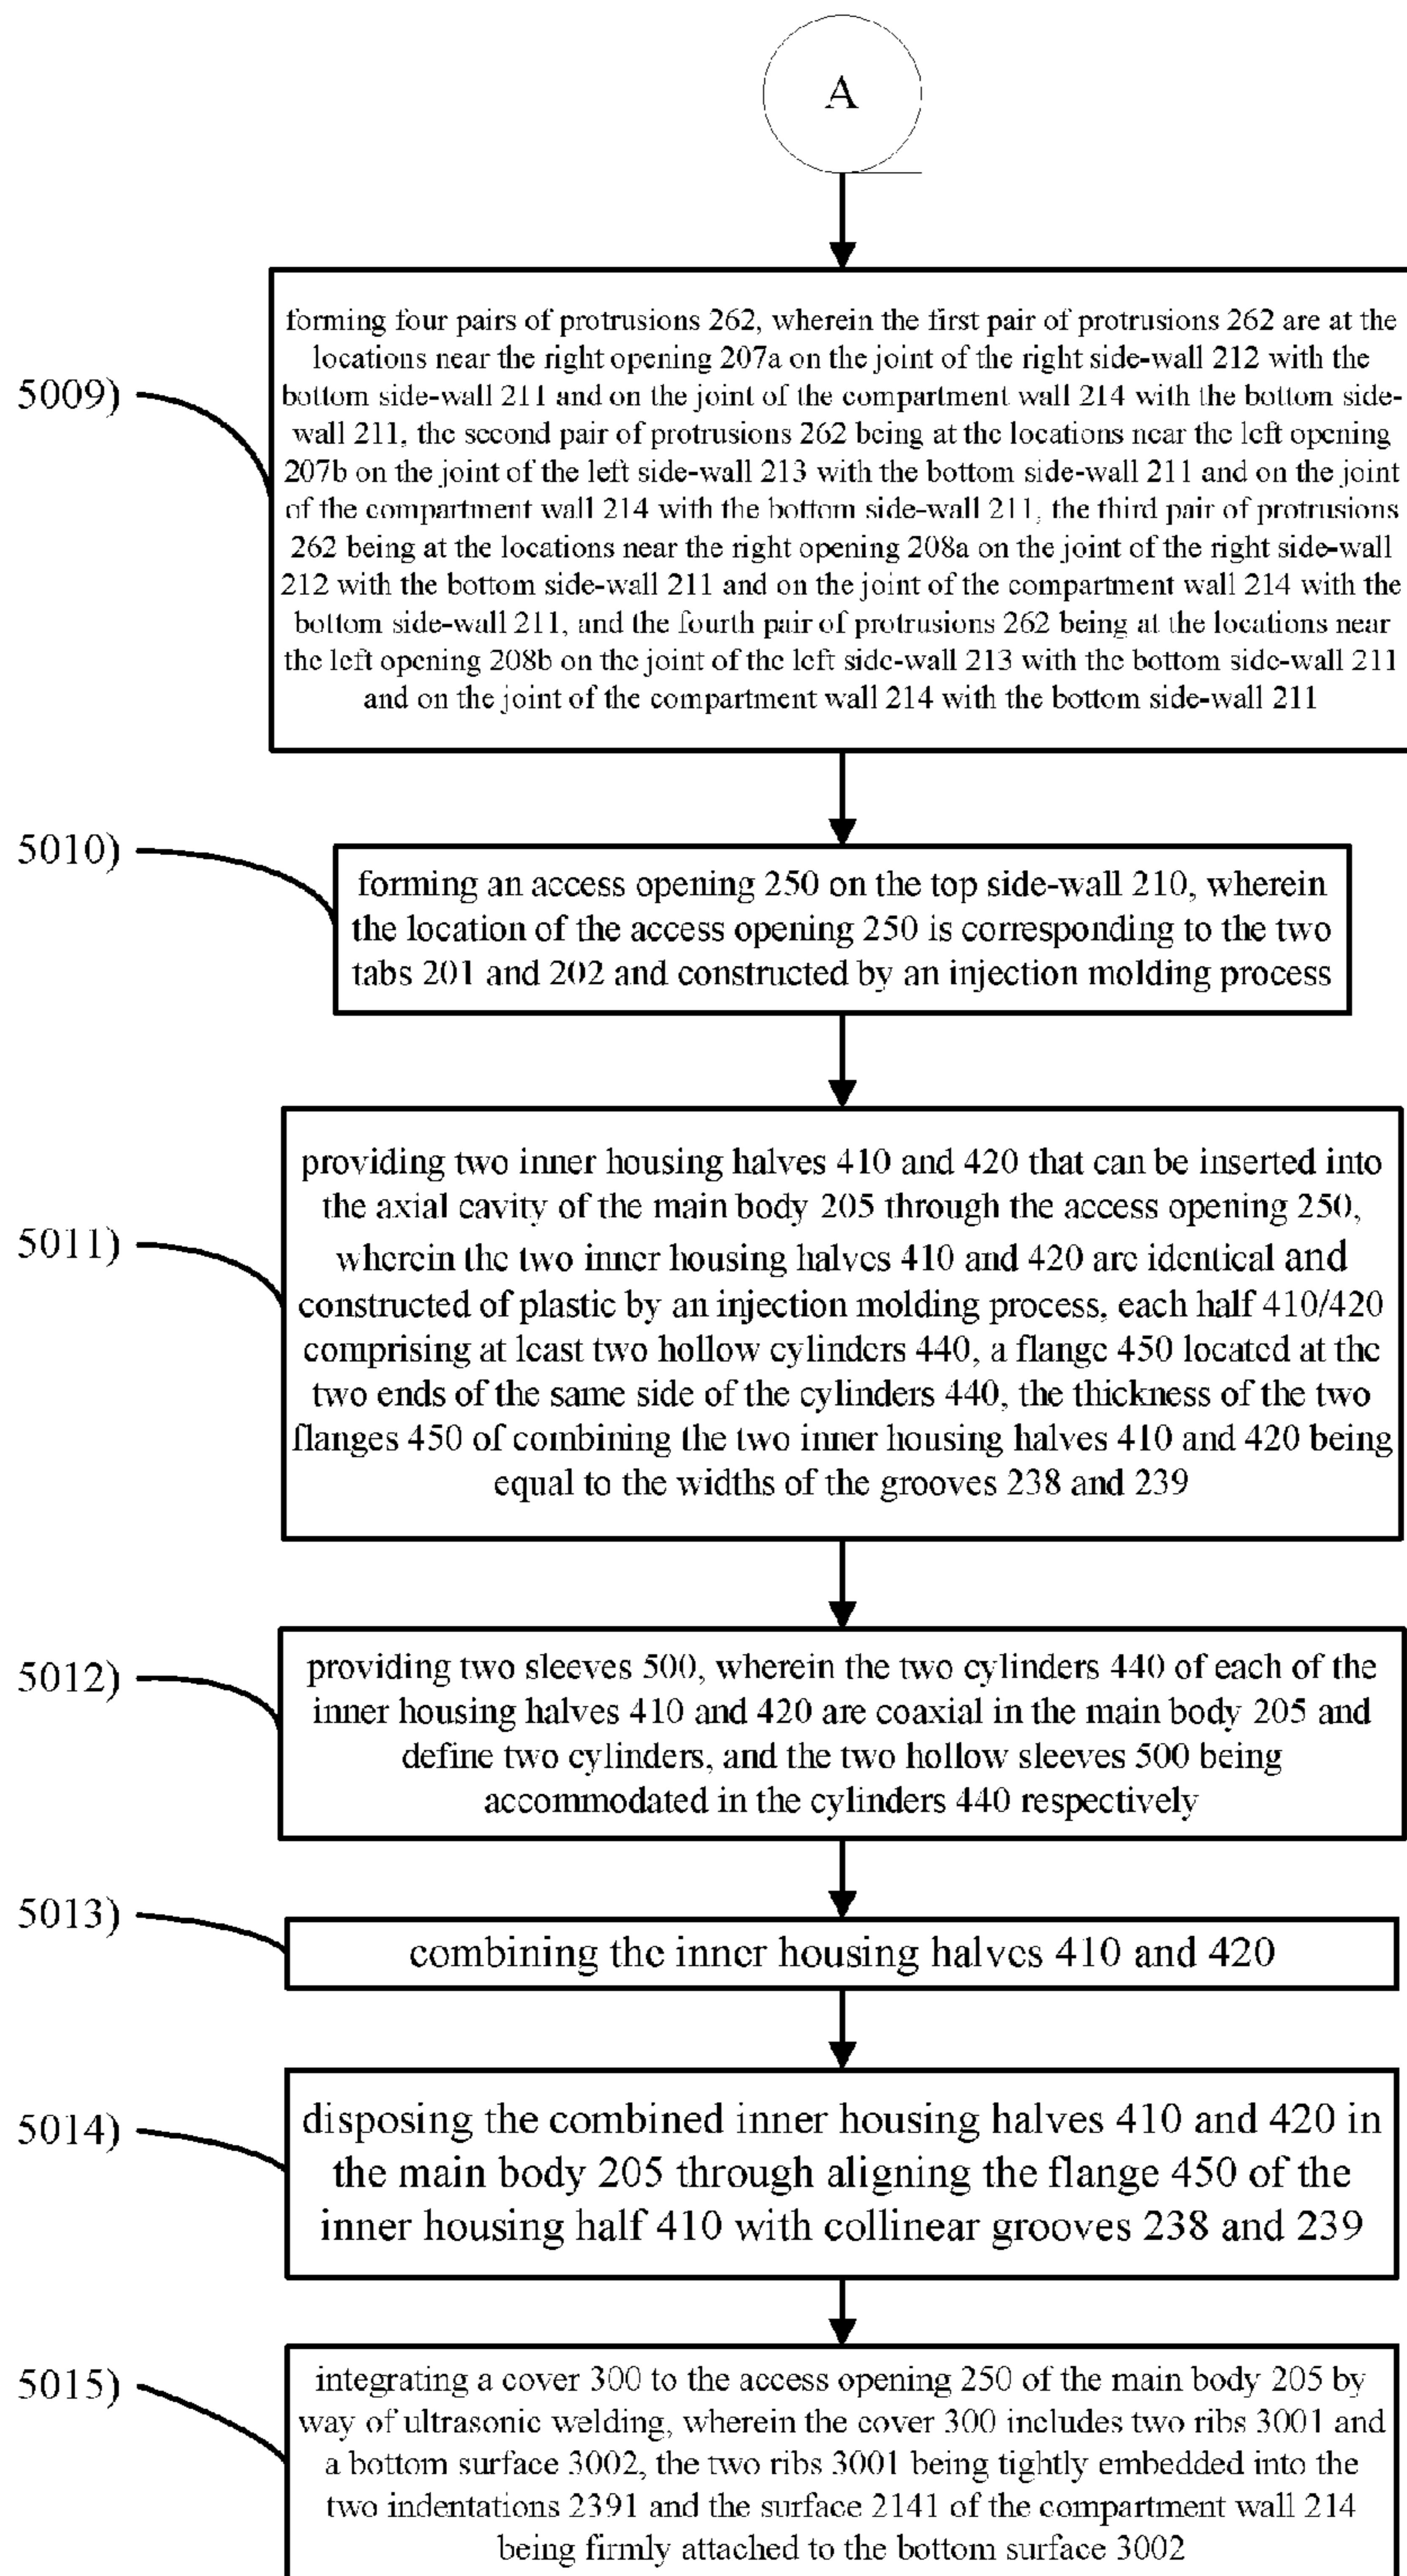 A
5009)
forming four pairs of protrusions 262, wherein the first pair of protrusions 262 are at the
locations near the right opening 207a on the joint of the right side-wall 212 with the
bottom side-wall 211 and on the joint of the compartment wall 214 with the bottom side-
wall 211, the second pair of protrusions 262 being at the locations near the left opening
207b on the joint of the left side-wall 213 with the bottom side-wall 211 and on the joint
of the compartment wall 214 with the bottom side-wall 211, the third pair of protrusions
262 being at the locations near the right opening 208a on the joint of the right side-wall
212 with the bottom side-wall 211 and on the joint of the compartment wall 214 with the
bottom side-wall 211, and the fourth pair of protrusions 262 being at the locations near
the left opening 208b on the joint of the left side-wall 213 with the bottom side-wall 211
and on the joint of the compartment wall 214 with the bottom side-wall 211
5010)
forming an access opening 250 on the top side-wall 210, wherein
the location of the access opening 250 is corresponding to the two
tabs 201 and 202 and constructed by an injection molding process
5011)
providing two inner housing halves 410 and 420 that can be inserted into
the axial cavity of the main body 205 through the access opening 250,
wherein the two inner housing halves 410 and 420 are identical and
constructed of plastic by an injection molding process, each half 410/420
comprising at least two hollow cylinders 440, a flange 450 located at the
two ends of the same side of the cylinders 440, the thickness of the two
flanges 450 of combining the two inner housing halves 410 and 420 being
equal to the widths of the grooves 238 and 239
5012)
providing two sleeves 500, wherein the two cylinders 440 of each of the
inner housing halves 410 and 420 are coaxial in the main body 205 and
define two cylinders, and the two hollow sleeves 500 being
accommodated in the cylinders 440 respectively
5013)
combining the inner housing halves 410 and 420
5014)
disposing the combined inner housing halves 410 and 420 in
the main body 205 through aligning the flange 450 of the
inner housing half 410 with collinear grooves 238 and 239
5015)
integrating a cover 300 to the access opening 250 of the main body 205 by
way of ultrasonic welding, wherein the cover 300 includes two ribs 3001 and
a bottom surface 3002, the two ribs 3001 being tightly embedded into the
two indentations 2391 and the surface 2141 of the compartment wall 214
being firmly attached to the bottom surface 3002